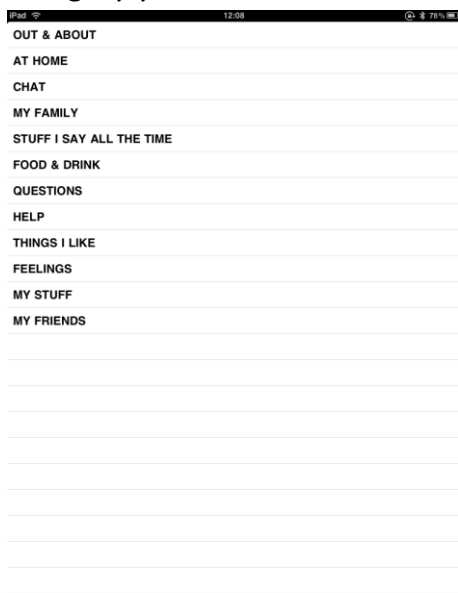 iPad 12:08 76%
OUT & ABOUT
AT HOME
CHAT
MY FAMILY
STUFF I SAY ALL THE TIME
FOOD & DRINK
QUESTIONS
HELP
THINGS I LIKE
FEELINGS
MY STUFF
MY FRIENDS